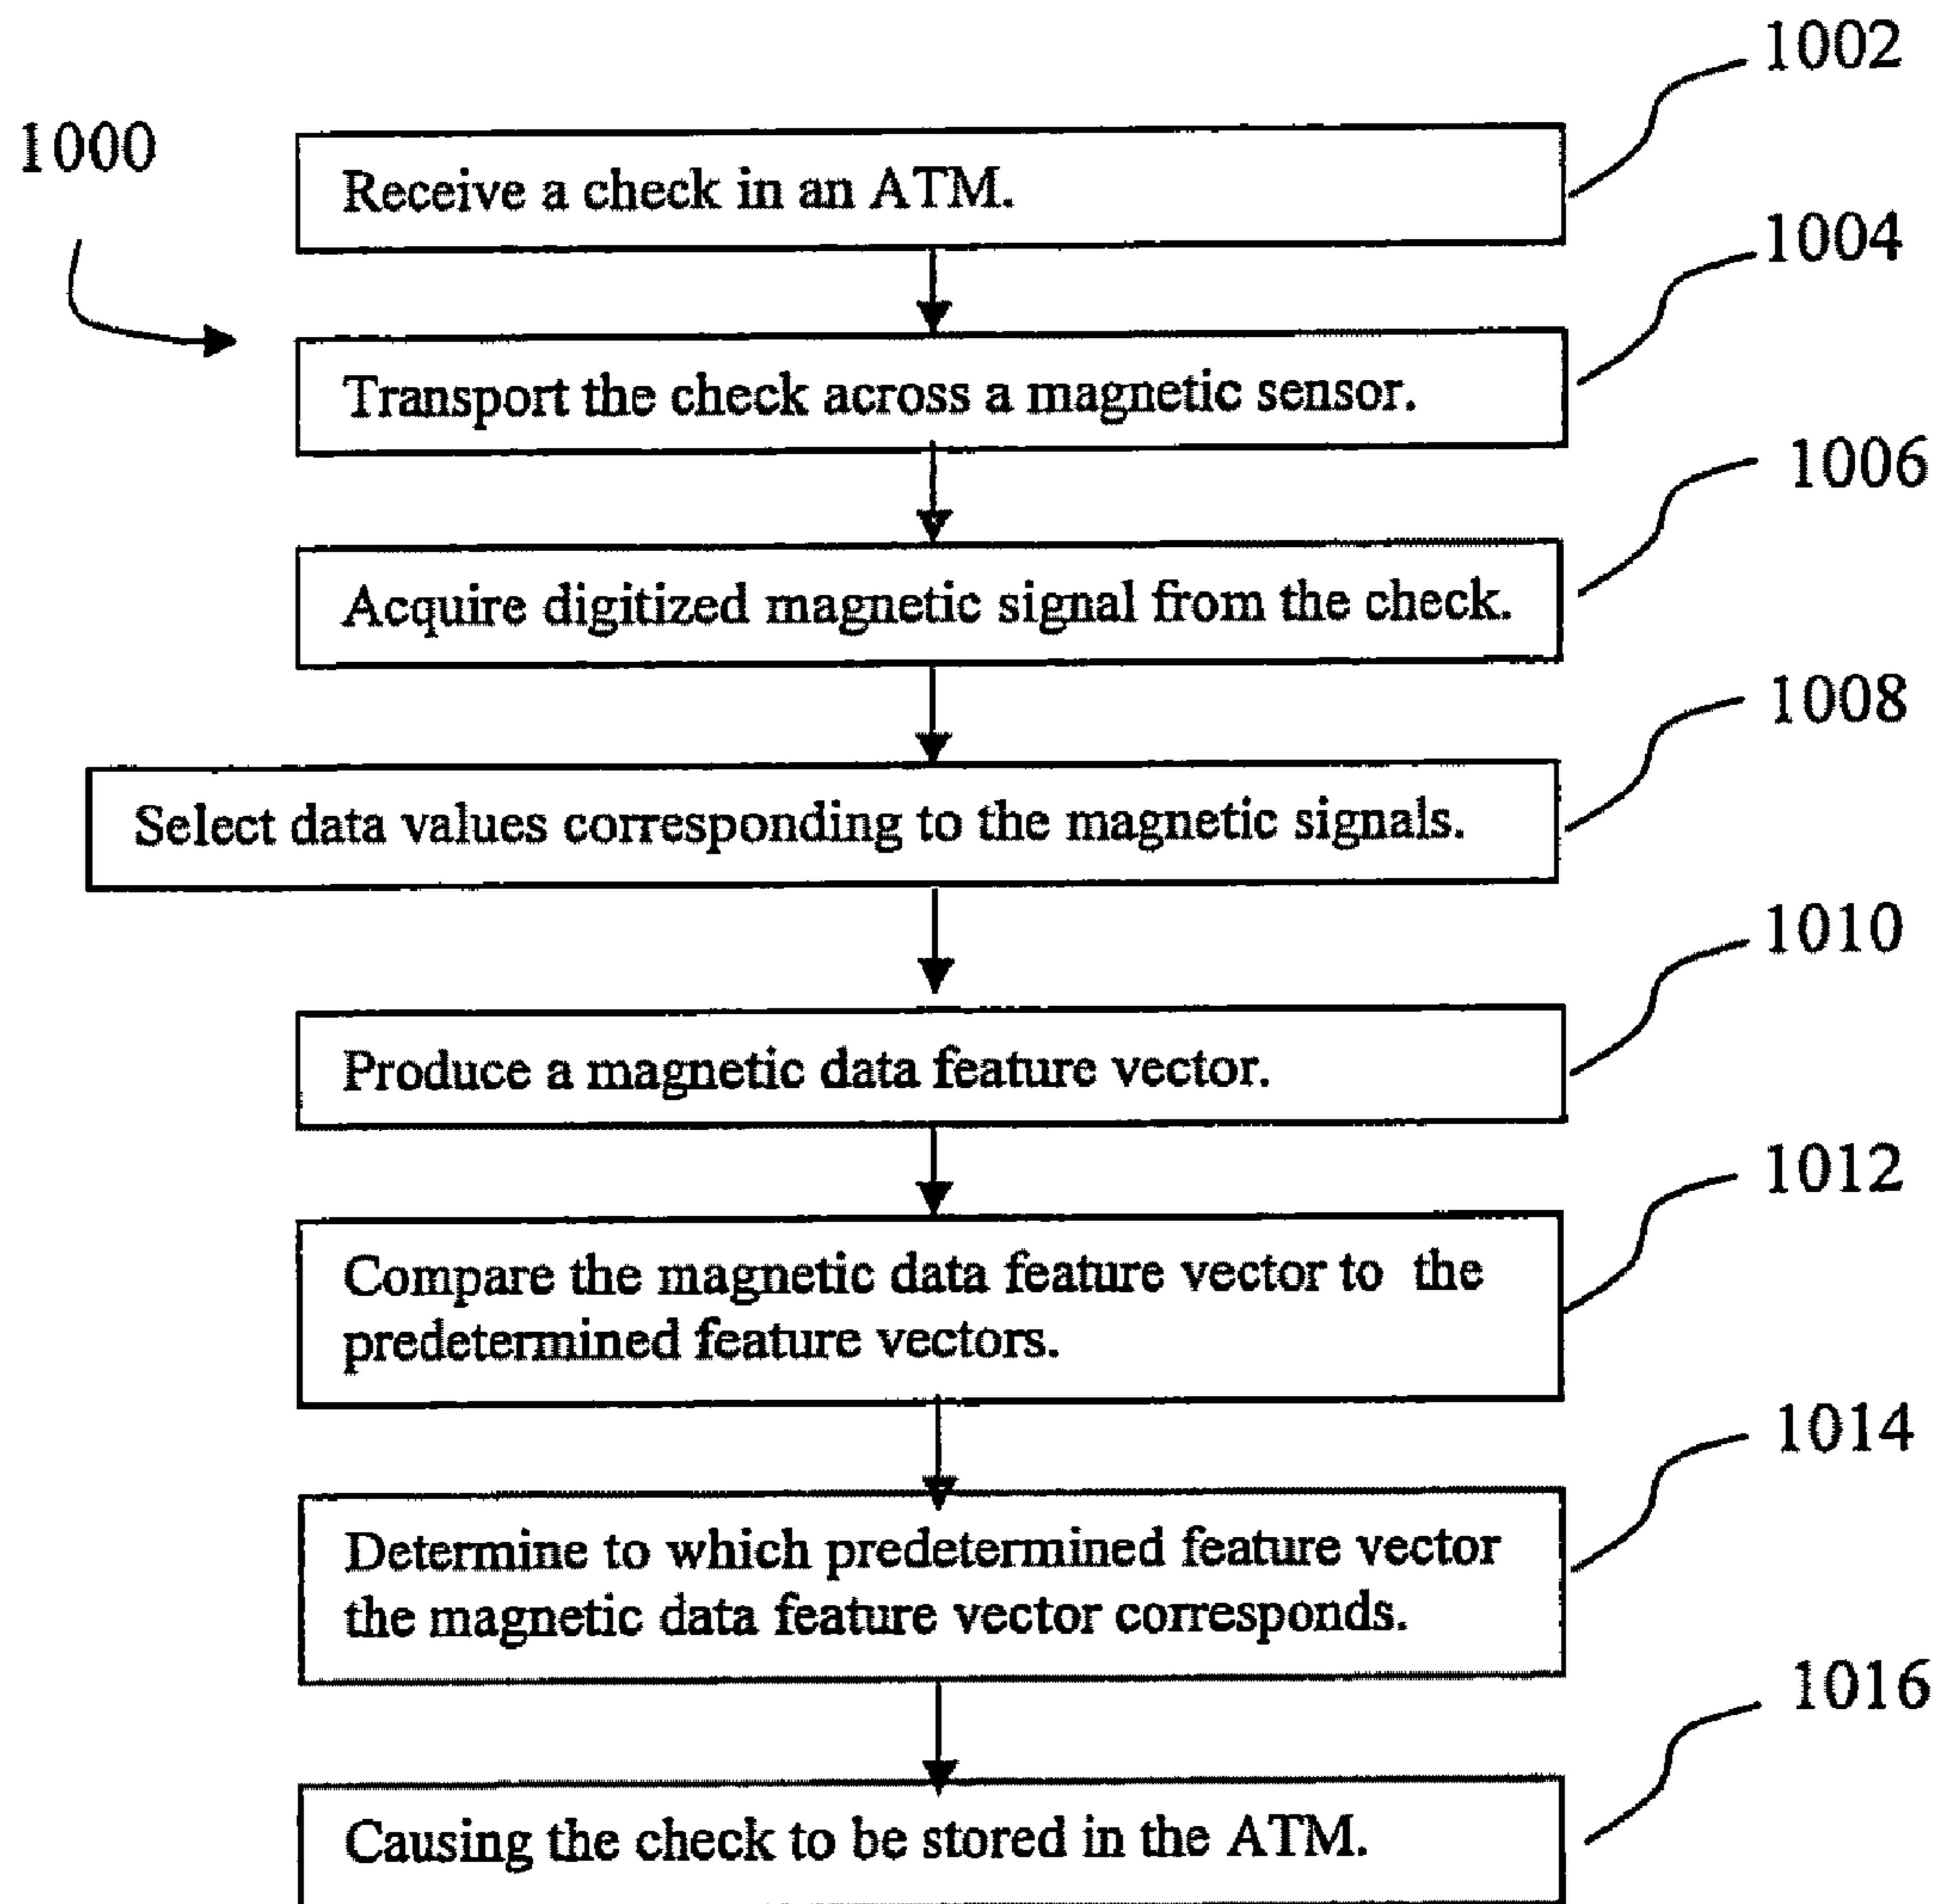 1002
1000
Receive a check in an ATM.
1004
Transport the check across a magnetic sensor.
1006
Acquire digitized magnetic signal from the check.
1008
Select data values corresponding to the magnetic signals.
1010
Produce a magnetic data feature vector.
1012
Compare the magnetic data feature vector to the
predetermined feature vectors.
1014
Determine to which predetermined feature vector
the magnetic data feature vector corresponds.
1016
Causing the check to be stored in the ATM.